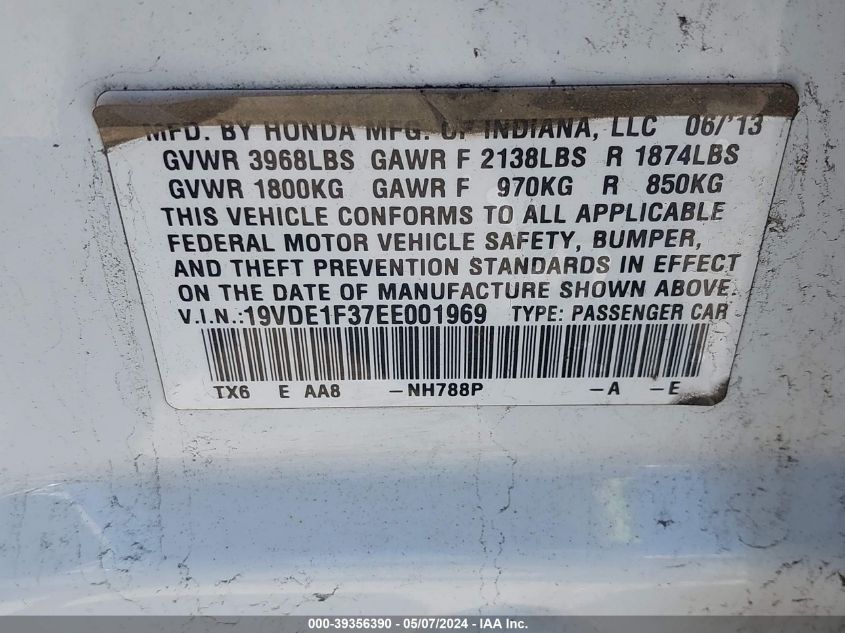 MFD. BY HONDA MFG. OF INDIANA, LLC 06/'13
GVWR 3968LBS GAWR F 2138LBS R 1874LBS
GVWR 1800KG GAWR F 970KG R 850KG
THIS VEHICLE CONFORMS TO ALL APPLICABLE
FEDERAL MOTOR VEHICLE SAFETY, BUMPER,
AND THEFT PREVENTION STANDARDS IN EFFECT
ON THE DATE OF MANUFACTURE SHOWN ABOVE.
V.I.N.:19VDE1F37EE001969 TYPE: PASSENGER CAR
TX6 E AA8 –NH788P –A –E
000-39356390 - 05/07/2024 - IAA Inc.